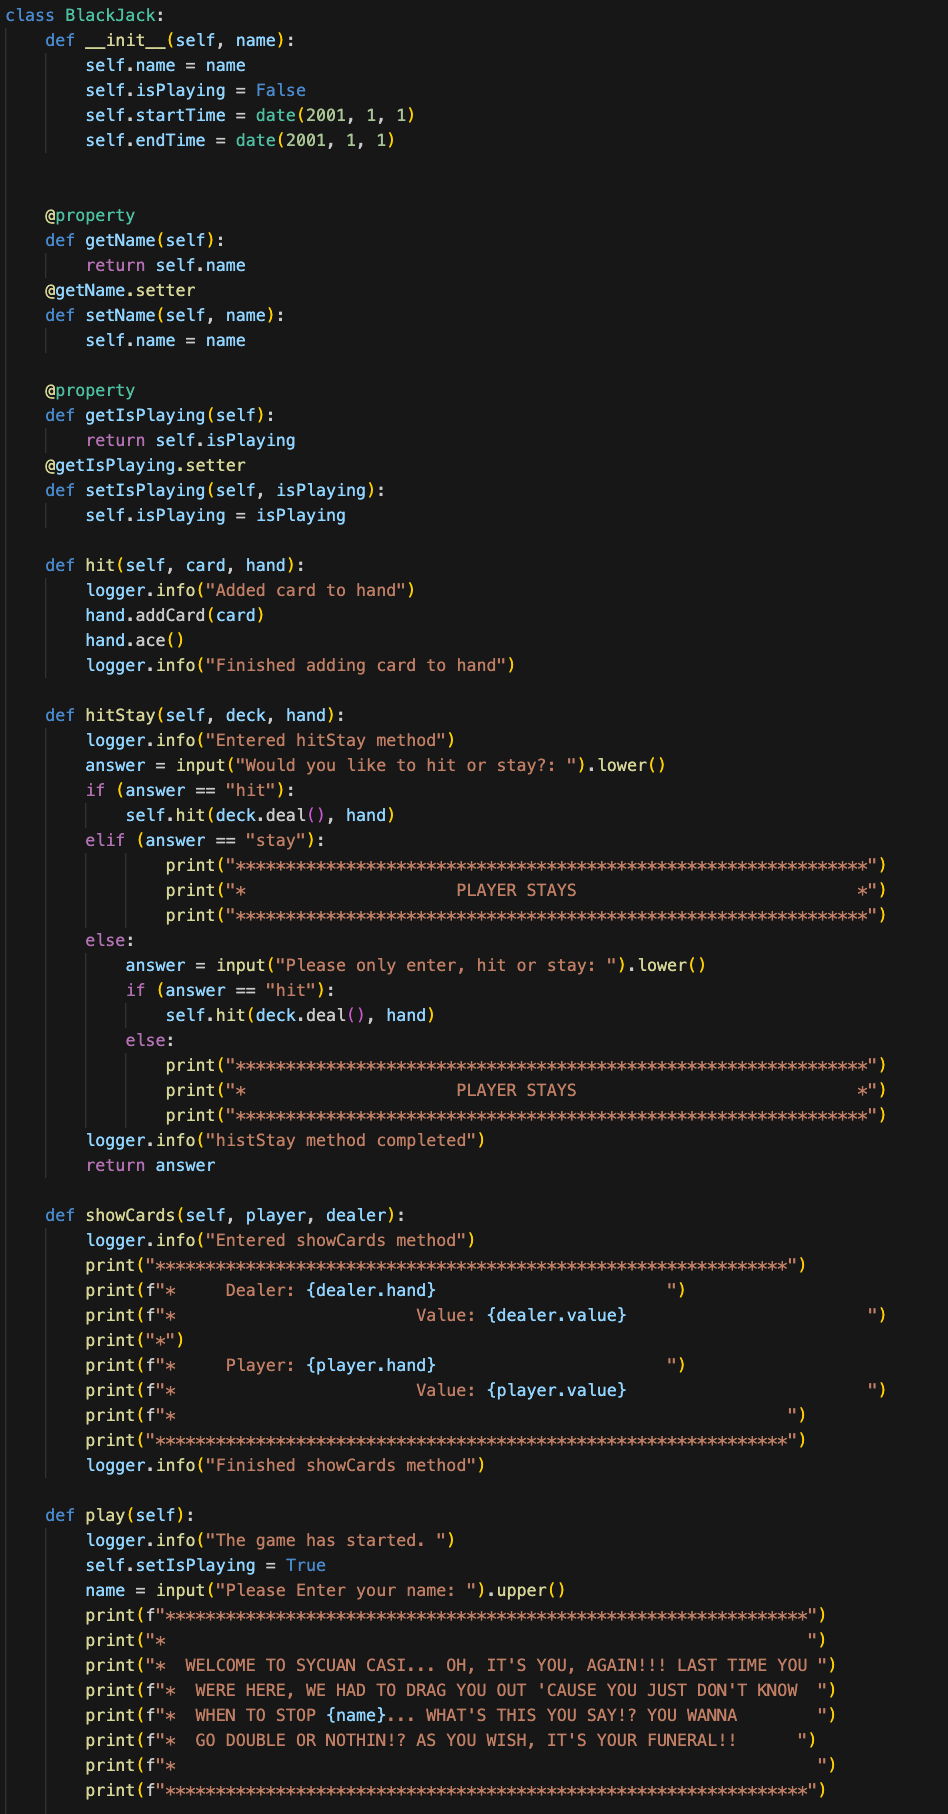 class BlackJack:
    def __init__(self, name):
        self.name = name
        self.isPlaying = False
        self.startTime = date(2001, 1, 1)
        self.endTime = date(2001, 1, 1)
    @property
    def getName(self):
        return self.name
    @getName.setter
    def setName(self, name):
        self.name = name
    @property
    def getIsPlaying(self):
        return self.isPlaying
    @getIsPlaying.setter
    def setIsPlaying(self, isPlaying):
        self.isPlaying = isPlaying
    def hit(self, card, hand):
        logger.info("Added card to hand")
        hand.addCard(card)
        hand.ace()
        logger.info("Finished adding card to hand")
    def hitStay(self, deck, hand):
        logger.info("Entered hitStay method")
        answer = input("Would you like to hit or stay?: ").lower()
        if (answer == "hit"):
            self.hit(deck.deal(), hand)
        elif (answer == "stay"):
                print("***************************************************************")
                print("*                     PLAYER STAYS                            *")
                print("***************************************************************")
        else:
            answer = input("Please only enter, hit or stay: ").lower()
            if (answer == "hit"):
                self.hit(deck.deal(), hand)
            else:
                print("***************************************************************")
                print("*                     PLAYER STAYS                            *")
                print("***************************************************************")
        logger.info("histStay method completed")
        return answer
    def showCards(self, player, dealer):
        logger.info("Entered showCards method")
        print("***************************************************************")
        print(f"*     Dealer: {dealer.hand}                       ")
        print(f"*                        Value: {dealer.value}                        ")
        print("*")
        print(f"*     Player: {player.hand}                       ")
        print(f"*                        Value: {player.value}                        ")
        print(f"*                                                             ")
        print("***************************************************************")
        logger.info("Finished showCards method")
    def play(self):
        logger.info("The game has started. ")
        self.setIsPlaying = True
        name = input("Please Enter your name: ").upper()
        print(f"****************************************************************")
        print("*                                                                ")
        print("*  WELCOME TO SYCUAN CASI... OH, IT'S YOU, AGAIN!!! LAST TIME YOU ")
        print(f"*  WERE HERE, WE HAD TO DRAG YOU OUT 'CAUSE YOU JUST DON'T KNOW  ")
        print(f"*  WHEN TO STOP {name}... WHAT'S THIS YOU SAY!? YOU WANNA        ")
        print(f"*  GO DOUBLE OR NOTHIN!? AS YOU WISH, IT'S YOUR FUNERAL!!      ")
        print(f"*                                                                ")
        print(f"****************************************************************")